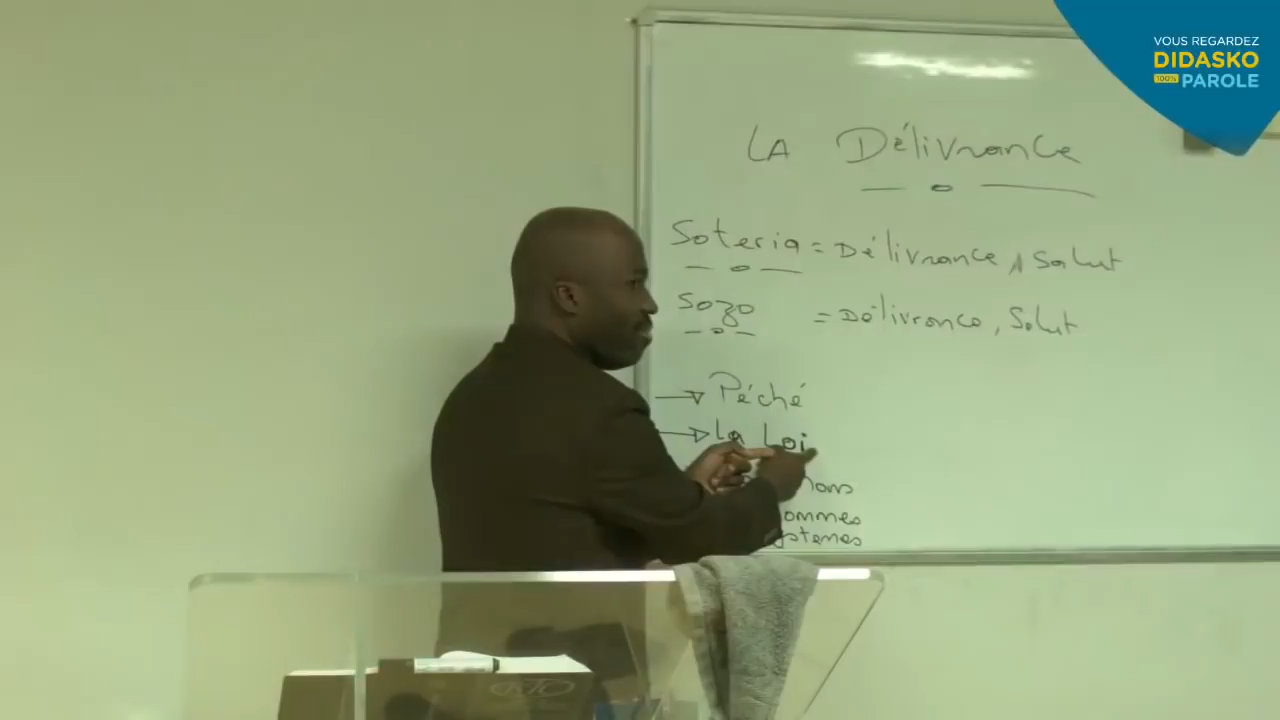 VOUS REGARDEZ
DIDASKO
100% PAROLE
LA Délivrance
Soteria = Délivrance, Salut
Sozo = Délivrance, Salut
→ Péché
→ La Loi